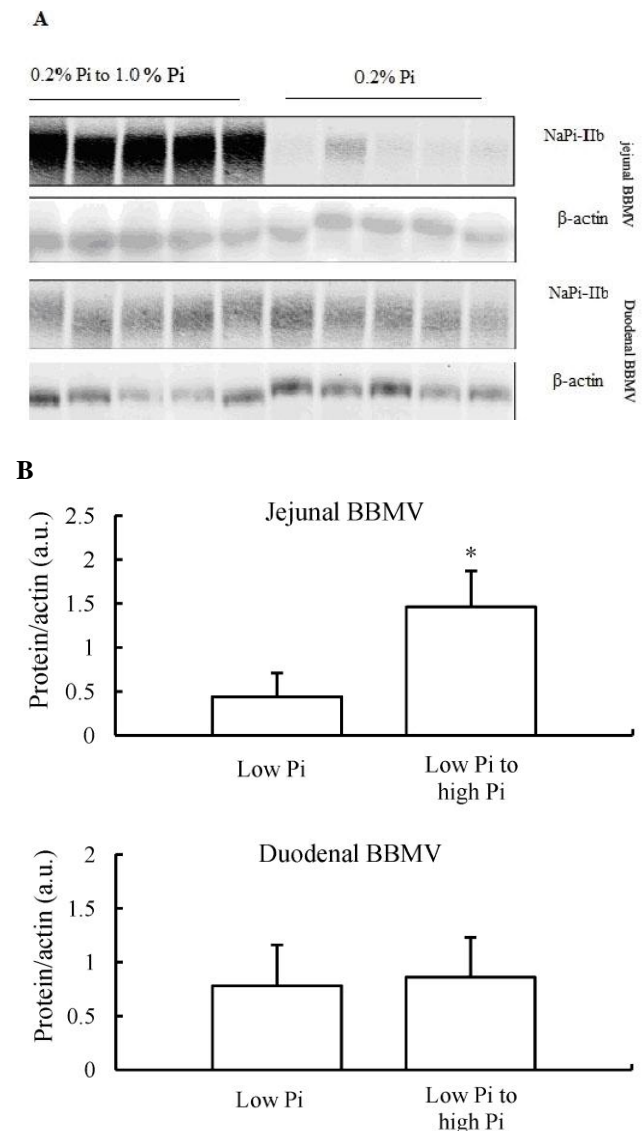 A
0.2% Pi to 1.0% Pi
0.2% Pi
NaPi-IIb
jejunal BBMV
β-actin
NaPi-IIb
Duodenal BBMV
β-actin
B
Jejunal BBMV
2.5
2
1.5
1
0.5
0
Protein/actin (a.u.)
*
Low Pi
Low Pi to
high Pi
Duodenal BBMV
2
1.5
1
0.5
0
Protein/actin (a.u.)
Low Pi
Low Pi to
high Pi